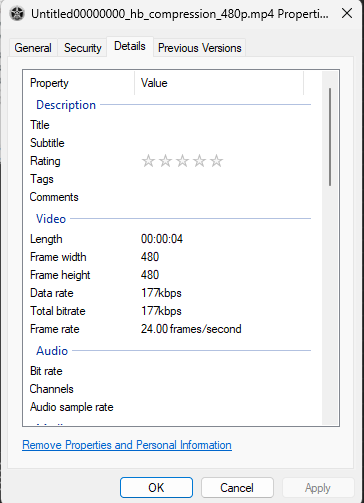 Untitled00000000_hb_compression_480p.mp4 Properti...
General Security Details Previous Versions
Property Value
Description
Title
Subtitle
Rating
Tags
Comments
Video
Length 00:00:04
Frame width 480
Frame height 480
Data rate 177kbps
Total bitrate 177kbps
Frame rate 24.00 frames/second
Audio
Bit rate
Channels
Audio sample rate
Remove Properties and Personal Information
OK Cancel Apply